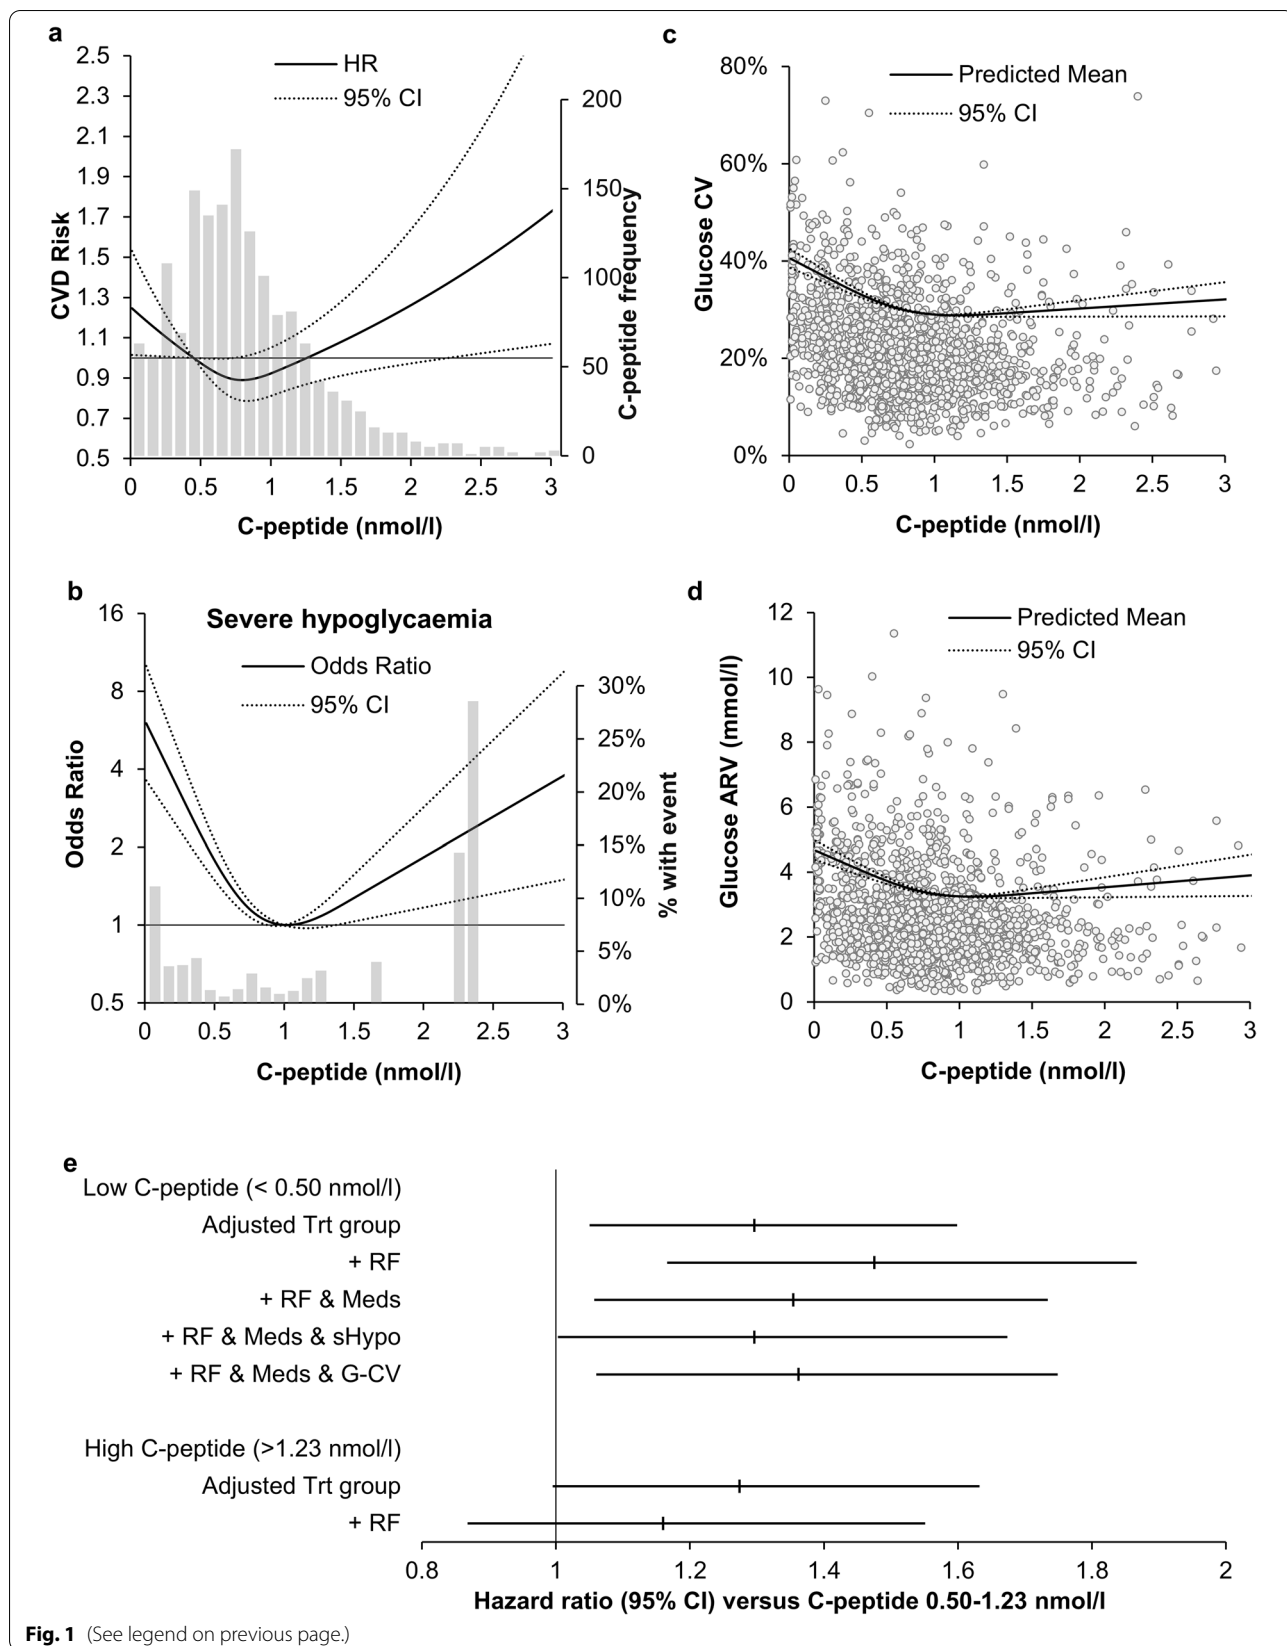 a
2.5
2.3
2.1
1.9
1.7
1.5
1.3
1.1
0.9
0.7
0.5
CVD Risk
HR
95% CI
200
150
100
50
0
C-peptide frequency
0 0.5 1 1.5 2 2.5 3
C-peptide (nmol/l)
c
80%
60%
40%
20%
0%
Glucose CV
Predicted Mean
95% CI
0 0.5 1 1.5 2 2.5 3
C-peptide (nmol/l)
b
Severe hypoglycaemia
16
8
4
2
1
0.5
Odds Ratio
Odds Ratio
95% CI
30%
25%
20%
15%
10%
5%
0%
% with event
0 0.5 1 1.5 2 2.5 3
C-peptide (nmol/l)
d
12
10
8
6
4
2
0
Glucose ARV (mmol/l)
Predicted Mean
95% CI
0 0.5 1 1.5 2 2.5 3
C-peptide (nmol/l)
e
Low C-peptide (< 0.50 nmol/l)
Adjusted Trt group
+ RF
+ RF & Meds
+ RF & Meds & sHypo
+ RF & Meds & G-CV
High C-peptide (>1.23 nmol/l)
Adjusted Trt group
+ RF
0.8 1 1.2 1.4 1.6 1.8 2
Hazard ratio (95% CI) versus C-peptide 0.50-1.23 nmol/l
Fig. 1 (See legend on previous page.)